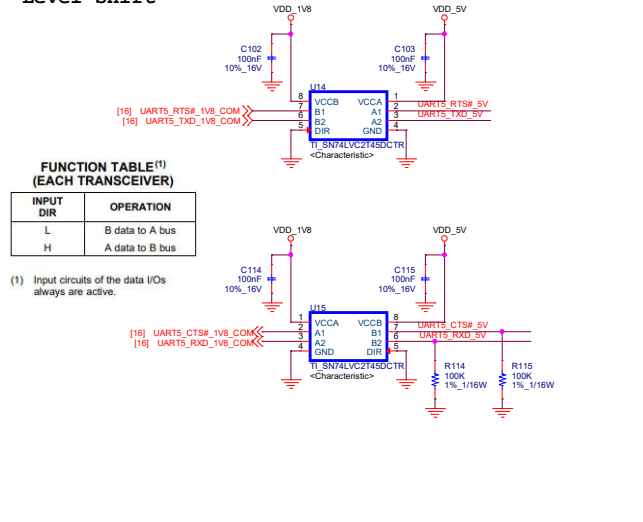 Level Shift
VDD_1V8
VDD_5V
C102
100nF
10%_16V
C103
100nF
10%_16V
U14
8 VCCB VCCA 1
[16] UART5_RTS#_1V8_COM 7 B1 A1 2 UART5_RTS#_5V
[16] UART5_TXD_1V8_COM 6 B2 A2 3 UART5_TXD_5V
5 DIR GND 4
TI_SN74LVC2T45DCTR
<Characteristic>
FUNCTION TABLE(1)
(EACH TRANSCEIVER)
INPUT DIR OPERATION
L B data to A bus
H A data to B bus
(1) Input circuits of the data I/Os
always are active.
VDD_1V8
VDD_5V
C114
100nF
10%_16V
C115
100nF
10%_16V
U15
1 VCCA VCCB 8
[16] UART5_CTS#_1V8_COM 2 A1 B1 7 UART5_CTS#_5V
[16] UART5_RXD_1V8_COM 3 A2 B2 6 UART5_RXD_5V
4 GND DIR 5
TI_SN74LVC2T45DCTR
<Characteristic>
R114
100K
1%_1/16W
R115
100K
1%_1/16W